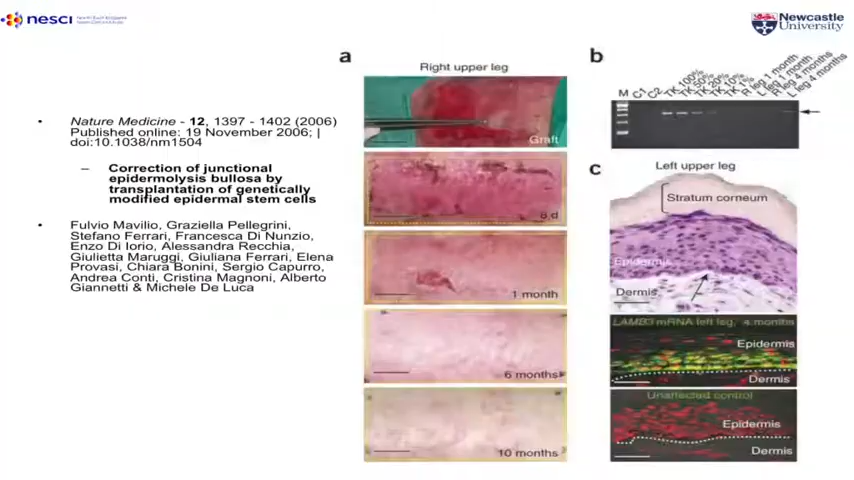 nesci
Newcastle
University
Nature Medicine - 12, 1397 - 1402 (2006)
Published online: 19 November 2006; |
doi:10.1038/nm1504
– Correction of junctional
epidermolysis bullosa by
transplantation of genetically
modified epidermal stem cells
Fulvio Mavilio, Graziella Pellegrini,
Stefano Ferrari, Francesca Di Nunzio,
Enzo Di Iorio, Alessandra Recchia,
Giulietta Maruggi, Giuliana Ferrari, Elena
Provasi, Chiara Bonini, Sergio Capurro,
Andrea Conti, Cristina Magnoni, Alberto
Giannetti & Michele De Luca
a
Right upper leg
Graft
8 d
1 month
6 months
10 months
b
M C1 C2 TK 100% TK 50% TK 20% TK 10% TK 1% R leg 1 month L leg 1 month R leg 4 months L leg 4 months
c
Left upper leg
Stratum corneum
Epidermis
Dermis
LAMB3 mRNA left leg, 4 months
Epidermis
Dermis
Unaffected control
Epidermis
Dermis